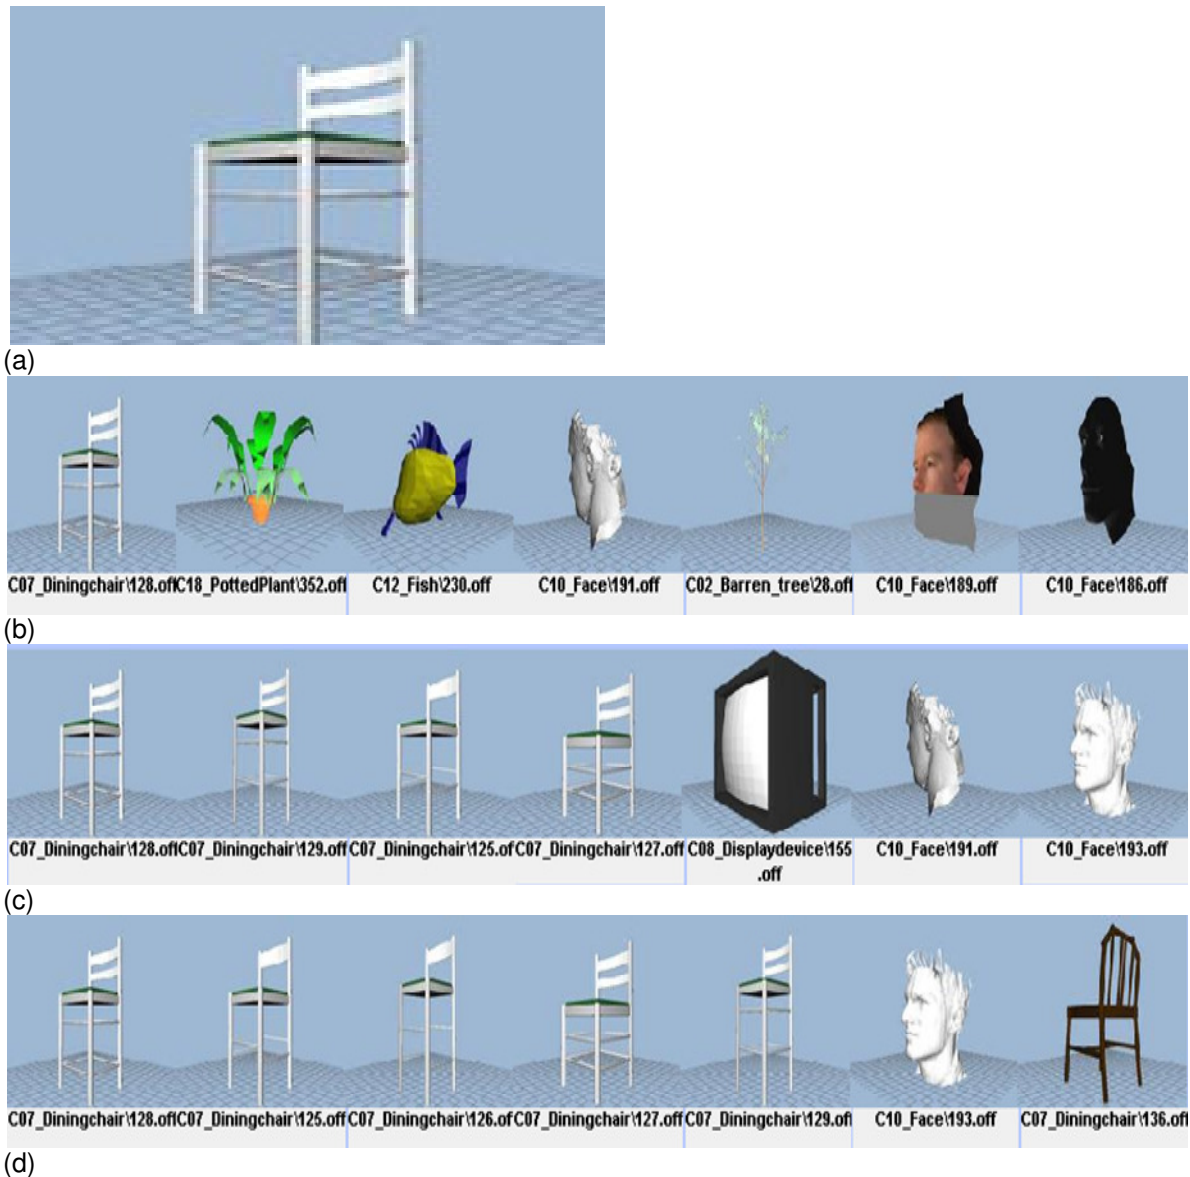 (a)
C07_Diningchair\128.off C18_PottedPlant\352.off C12_Fish\230.off C10_Face\191.off C02_Barren_tree\28.off C10_Face\189.off C10_Face\186.off
(b)
C07_Diningchair\128.off C07_Diningchair\129.off C07_Diningchair\125.of C07_Diningchair\127.off C08_Displaydevice\155 C10_Face\191.off C10_Face\193.off
.off
(c)
C07_Diningchair\128.off C07_Diningchair\125.off C07_Diningchair\126.of C07_Diningchair\127.off C07_Diningchair\129.off C10_Face\193.off C07_Diningchair\136.off
(d)